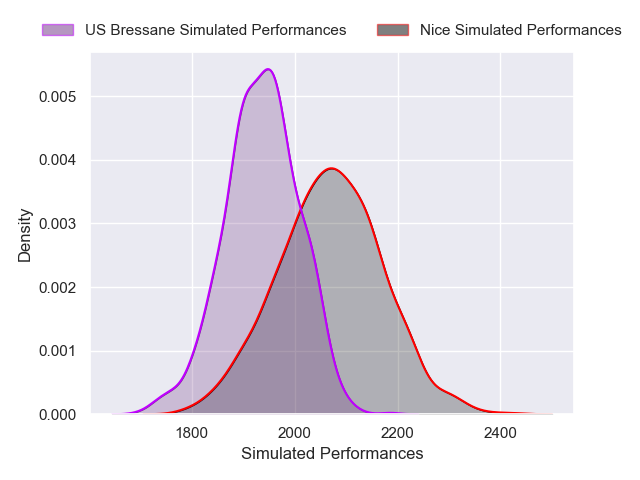 US Bressane Simulated Performances
Nice Simulated Performances
0.005
0.004
0.003
0.002
0.001
0.000
Density
1800 2000 2200 2400
Simulated Performances